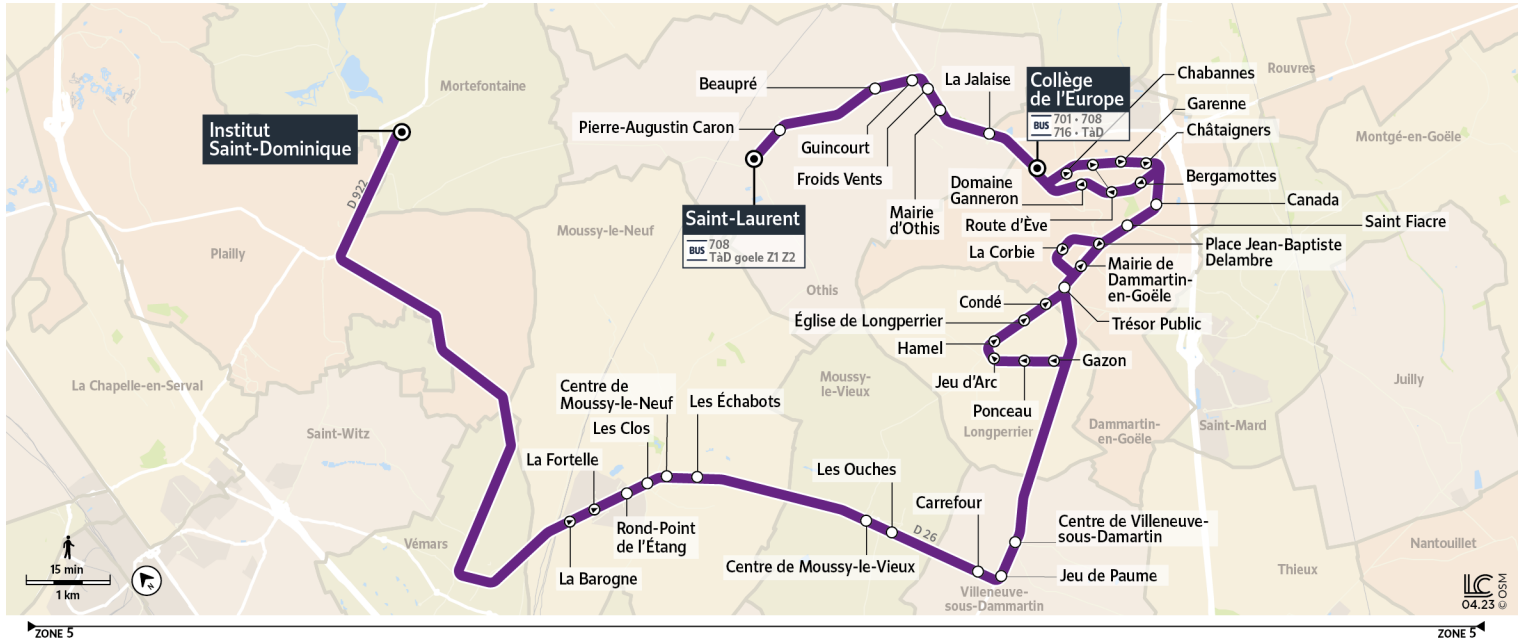 Mortefontaine
Rouvres
Montgé-en-Goële
Institut
Saint-Dominique
D 922
Plailly
La Chapelle-en-Serval
Saint-Witz
Vémars
Moussy-le-Neuf
Othis
Beaupré
Pierre-Augustin Caron
Guincourt
Froids Vents
Mairie
d'Othis
La Jalaise
Saint-Laurent
BUS
708
TàD goele Z1 Z2
Collège
de l'Europe
BUS
701 • 708
716 • TàD
Chabannes
Garenne
Châtaigners
Bergamottes
Domaine
Ganneron
Route d'Ève
Canada
Saint Fiacre
La Corbie
Place Jean-Baptiste
Delambre
Mairie de
Dammartin-
en-Goële
Condé
Trésor Public
Église de Longperrier
Hamel
Jeu d'Arc
Gazon
Ponceau
Longperrier
Moussy-
le-Vieux
Dammartin-
en-Goële
Saint-Mard
Juilly
Centre de
Moussy-le-Neuf
Les Échabots
Les Clos
La Fortelle
Rond-Point
de l'Étang
La Barogne
Les Ouches
Carrefour
D 26
Centre de Moussy-le-Vieux
Centre de Villeneuve-
sous-Damartin
Jeu de Paume
Villeneuve-
sous-Dammartin
Thieux
Nantouillet
15 min
1 km
LC
04.23 © OSM
ZONE 5
ZONE 5